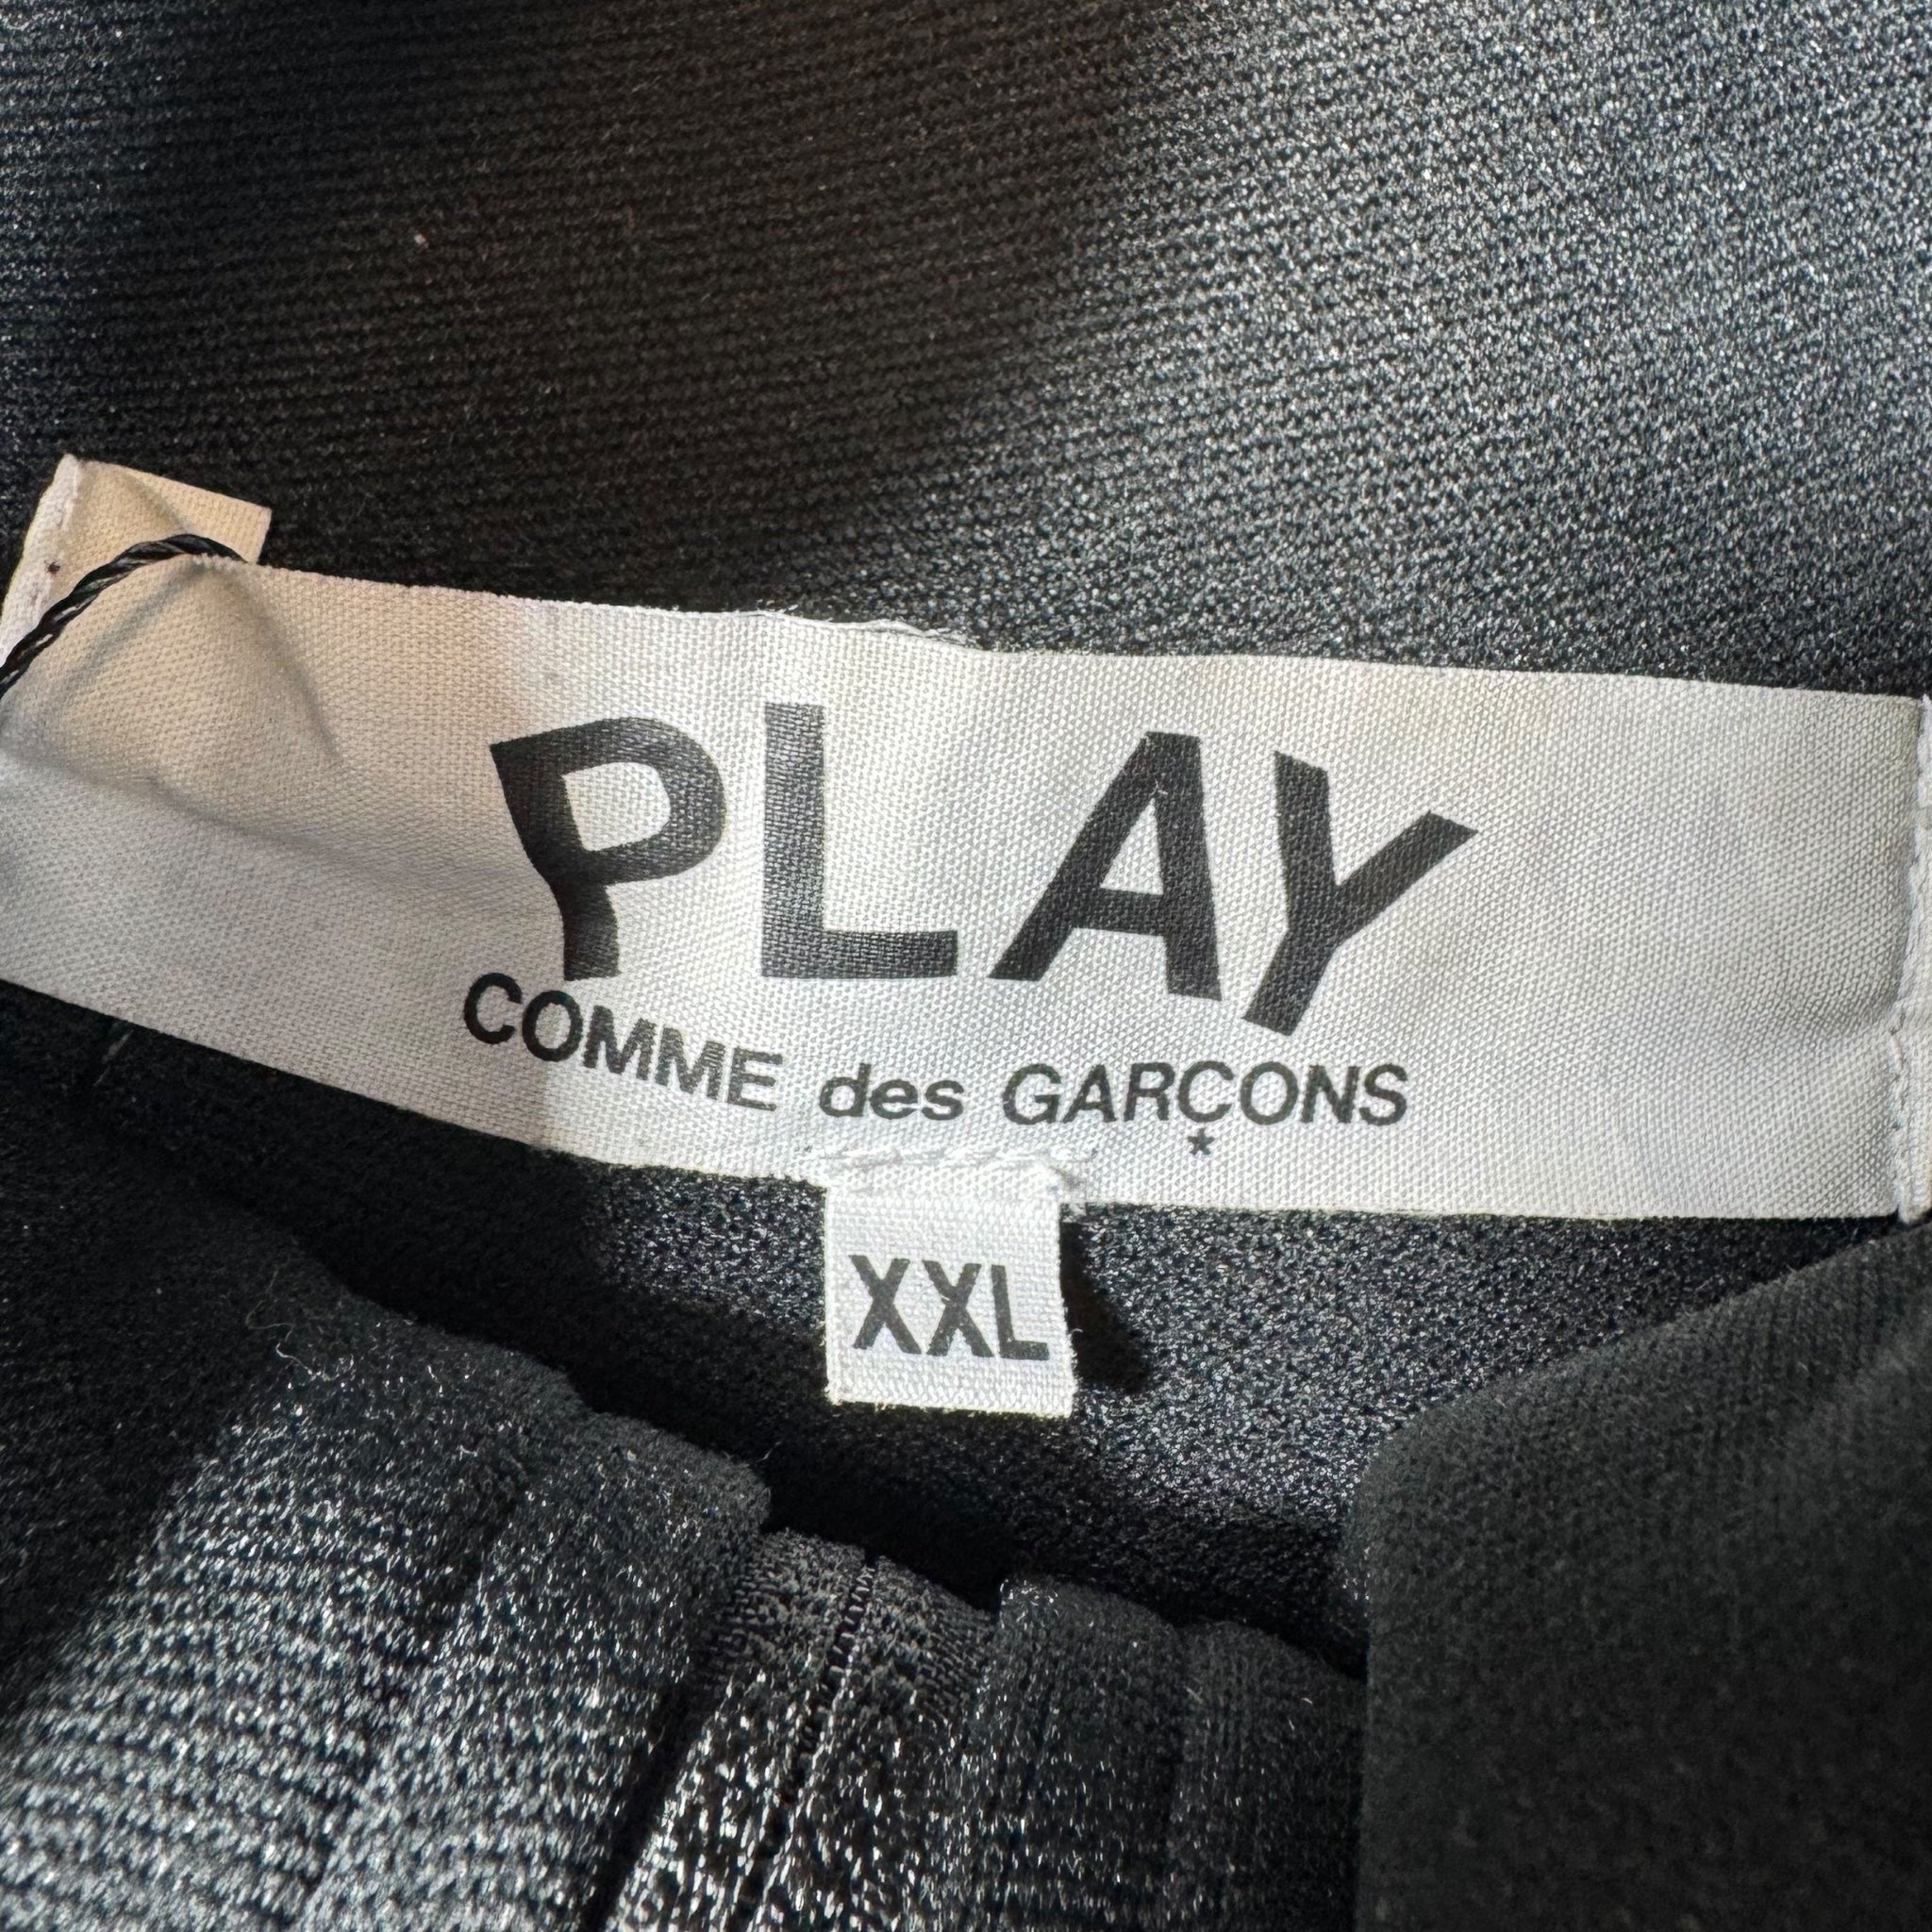 PLAY
COMME des GARÇONS
*
XXL